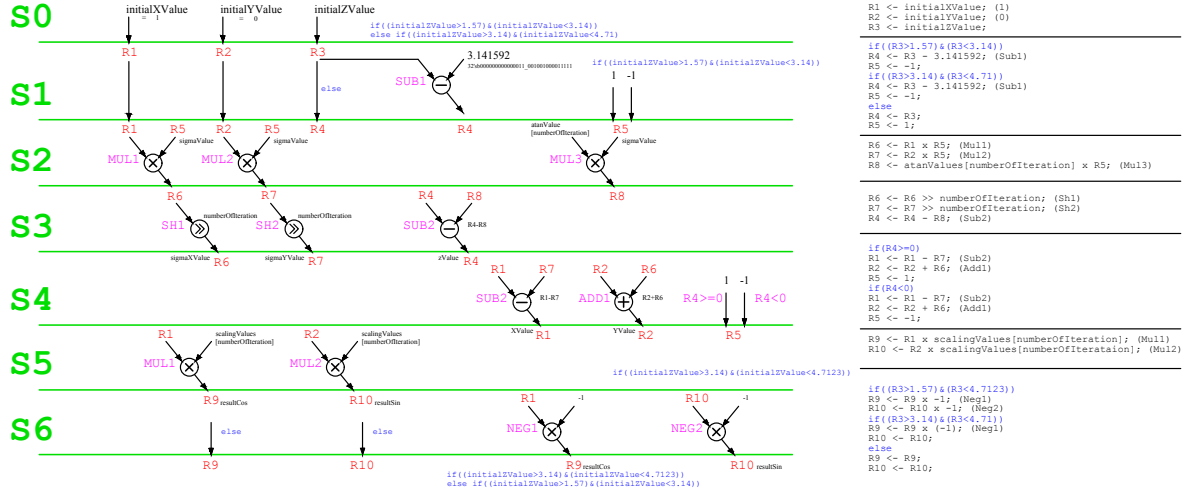 S0
initialXValue
= 1
initialYValue
= 0
initialZValue
if((initialZValue>1.57)&(initialZValue<3.14)
else if((initialZValue>3.14)&(initialZValue<4.71)
R1 R2 R3
S1
else
SUB1
3.141592
if((initialZValue>1.57)&(initialZValue<3.14)
1 -1
R1 R5 R2 R5 R4 R4 R5
S2
sigmaValue
sigmaValue
atanValue
[numberOfIteration]
sigmaValue
MUL1 MUL2 MUL3
R6 R7 R4 R8 R8
S3
SH1
numberOfIteration
SH2
numberOfIteration
SUB2
R4-R8
sigmaXValue R6
sigmaYValue R7
zValue R4
S4
R1 R7 R2 R6
1 -1
SUB2
R1-R7
ADD1
R2+R6
R4>=0 R4<0
XValue R1
YValue R2
R5
S5
R1
scalingValues
[numberOfIteration]
R2
scalingValues
[numberOfIteration]
MUL1 MUL2
if((initialZValue>3.14)&(initialZValue<4.7123))
R9 resultCos
R10 resultSin
R1 -1 R10 -1
S6
else
else
NEG1 NEG2
R9 R10
R9 resultCos
R10 resultSin
if((initialZValue>3.14)&(initialZValue<4.7123))
else if((initialZValue>1.57)&(initialZValue<3.14))
R1 <- initialXValue; (1)
R2 <- initialYValue; (0)
R3 <- initialZValue;
if((R3>1.57)&(R3<3.14))
R4 <- R3 - 3.141592; (Sub1)
R5 <- -1;
if((R3>3.14)&(R3<4.71)
R4 <- R3 - 3.141592; (Sub1)
R5 <- -1;
else
R4 <- R3;
R5 <- 1;
R6 <- R1 x R5; (Mul1)
R7 <- R2 x R5; (Mul2)
R8 <- atanValues[numberOfIteration] x R5; (Mul3)
R6 <- R6 >> numberOfIteration; (Sh1)
R7 <- R7 >> numberOfIteration; (Sh2)
R4 <- R4 - R8; (Sub2)
if(R4>=0)
R1 <- R1 - R7; (Sub2)
R2 <- R2 + R6; (Add1)
R5 <- 1;
if(R4<0)
R1 <- R1 - R7; (Sub2)
R2 <- R2 + R6; (Add1)
R5 <- -1;
R9 <- R1 x scalingValues[numberOfIteration]; (Mul1)
R10 <- R2 x scalingValues[numberOfIterataion]; (Mul2)
if((R3>1.57)&(R3<4.7123))
R9 <- R9 x -1; (Neg1)
R10 <- R10 x -1; (Neg2)
if((R3>3.14)&(R3<4.71)
R9 <- R9 x (-1); (Neg1)
R10 <- R10;
else
R9 <- R9;
R10 <- R10;